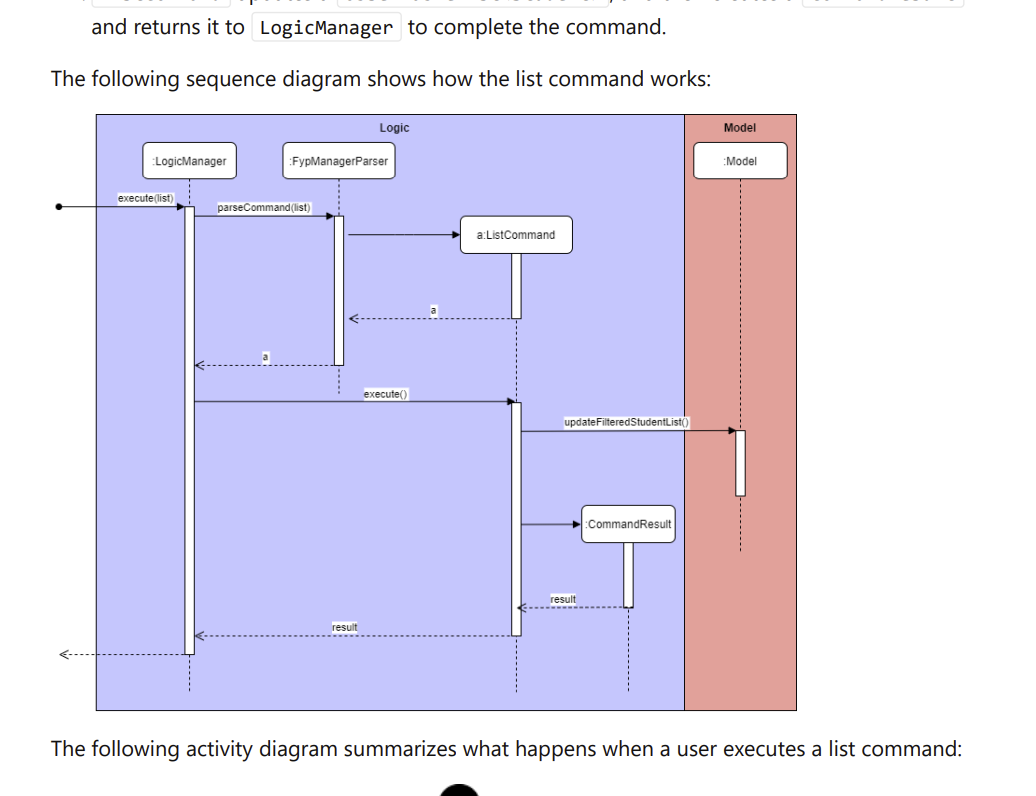 and returns it to LogicManager to complete the command.
The following sequence diagram shows how the list command works:
Logic
Model
:LogicManager
:FypManagerParser
:Model
execute(list)
parseCommand(list)
a:ListCommand
a
a
execute()
updateFilteredStudentList()
:CommandResult
result
result
The following activity diagram summarizes what happens when a user executes a list command: